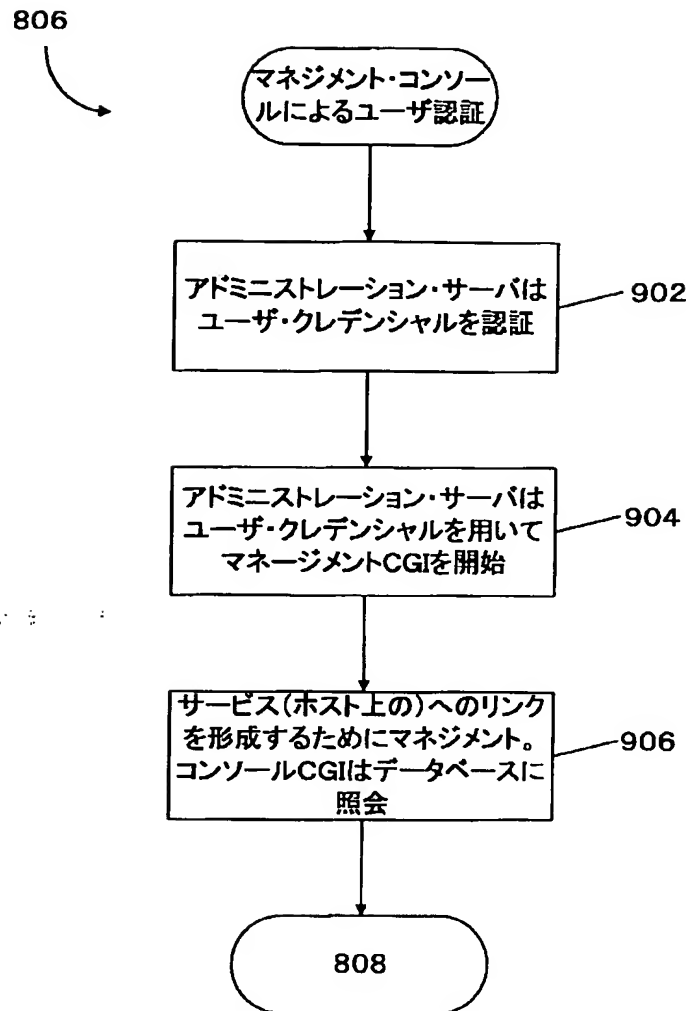 806
マネジメント・コンソー
ルによるユーザ認証
アドミニストレーション・サーバは
ユーザ・クレデンシャルを認証
902
アドミニストレーション・サーバは
ユーザ・クレデンシャルを用いて
マネージメントCGIを開始
904
サービス(ホスト上の)へのリンク
を形成するためにマネジメント。
コンソールCGIはデータベースに
照会
906
808